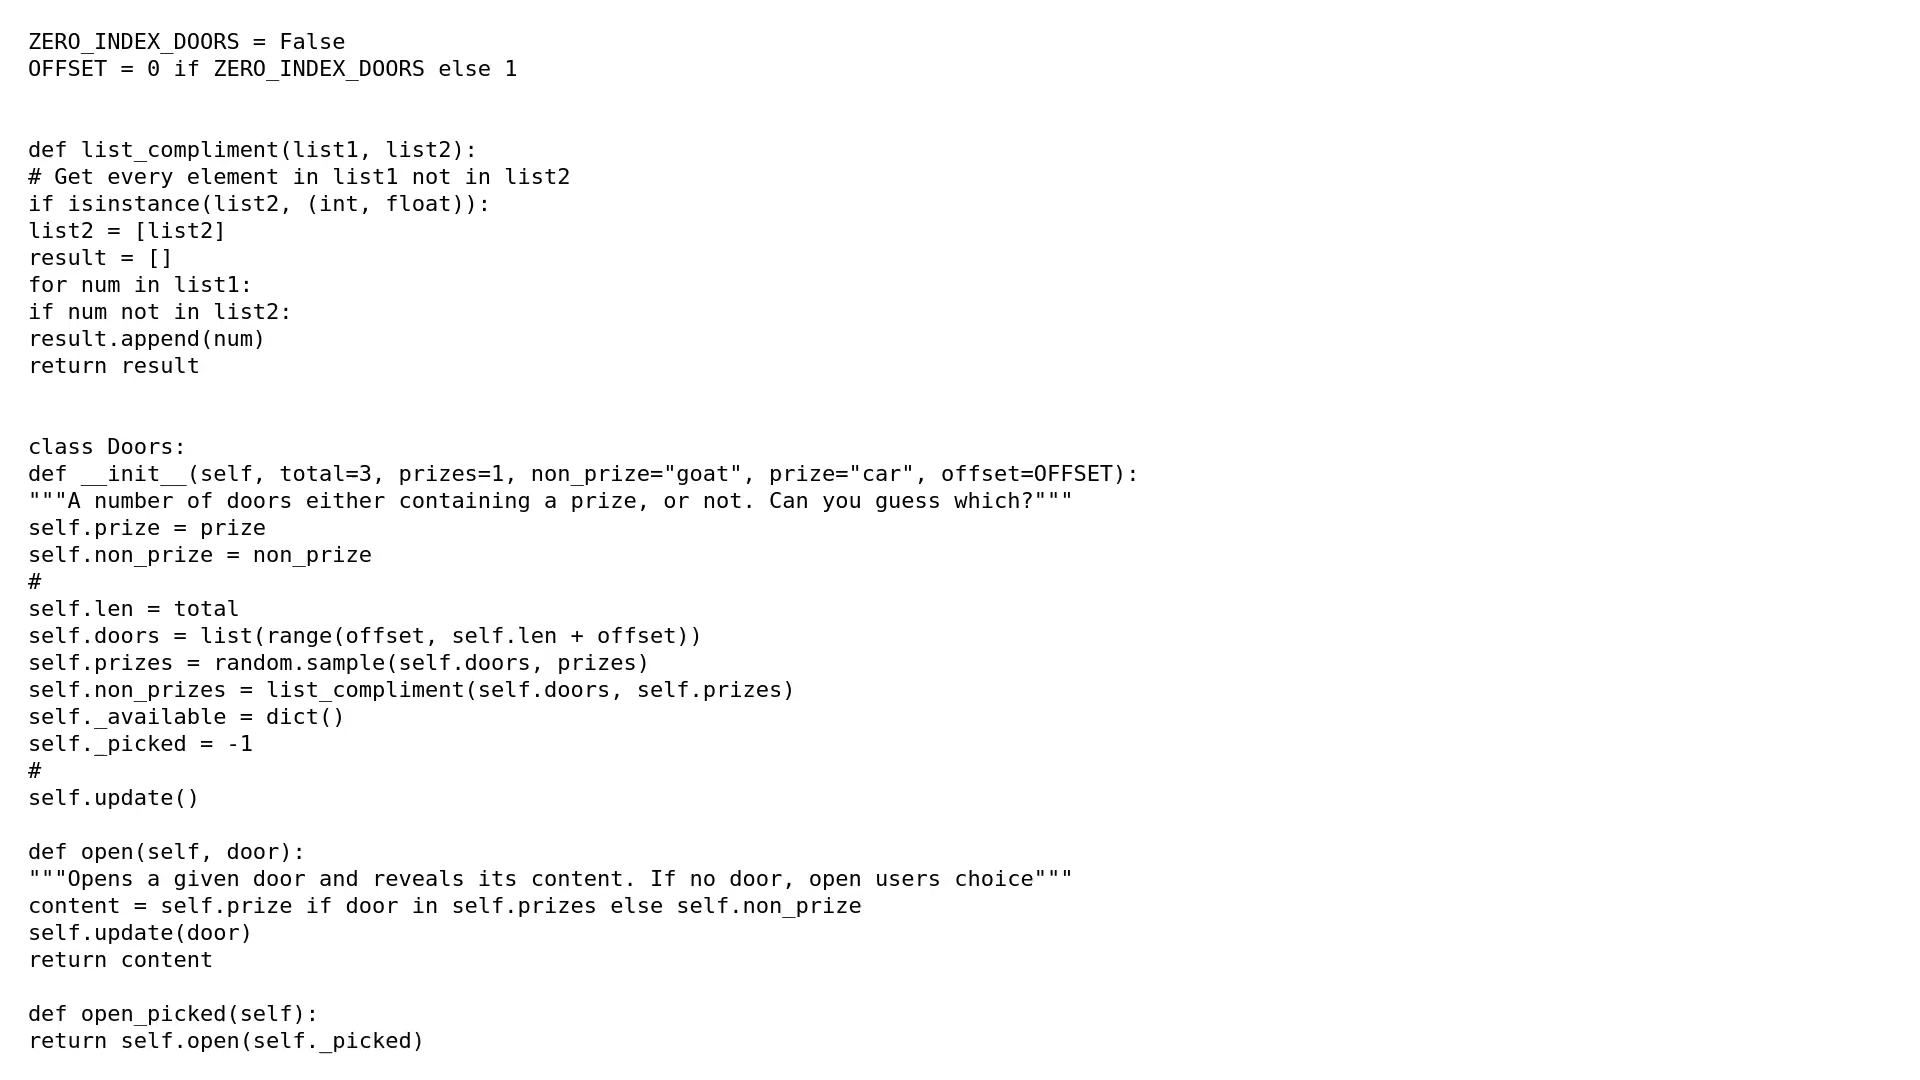 ZERO_INDEX_DOORS = False
OFFSET = 0 if ZERO_INDEX_DOORS else 1
def list_compliment(list1, list2):
# Get every element in list1 not in list2
if isinstance(list2, (int, float)):
list2 = [list2]
result = []
for num in list1:
if num not in list2:
result.append(num)
return result
class Doors:
def __init__(self, total=3, prizes=1, non_prize="goat", prize="car", offset=OFFSET):
"""A number of doors either containing a prize, or not. Can you guess which?"""
self.prize = prize
self.non_prize = non_prize
#
self.len = total
self.doors = list(range(offset, self.len + offset))
self.prizes = random.sample(self.doors, prizes)
self.non_prizes = list_compliment(self.doors, self.prizes)
self._available = dict()
self._picked = -1
#
self.update()
def open(self, door):
"""Opens a given door and reveals its content. If no door, open users choice"""
content = self.prize if door in self.prizes else self.non_prize
self.update(door)
return content
def open_picked(self):
return self.open(self._picked)